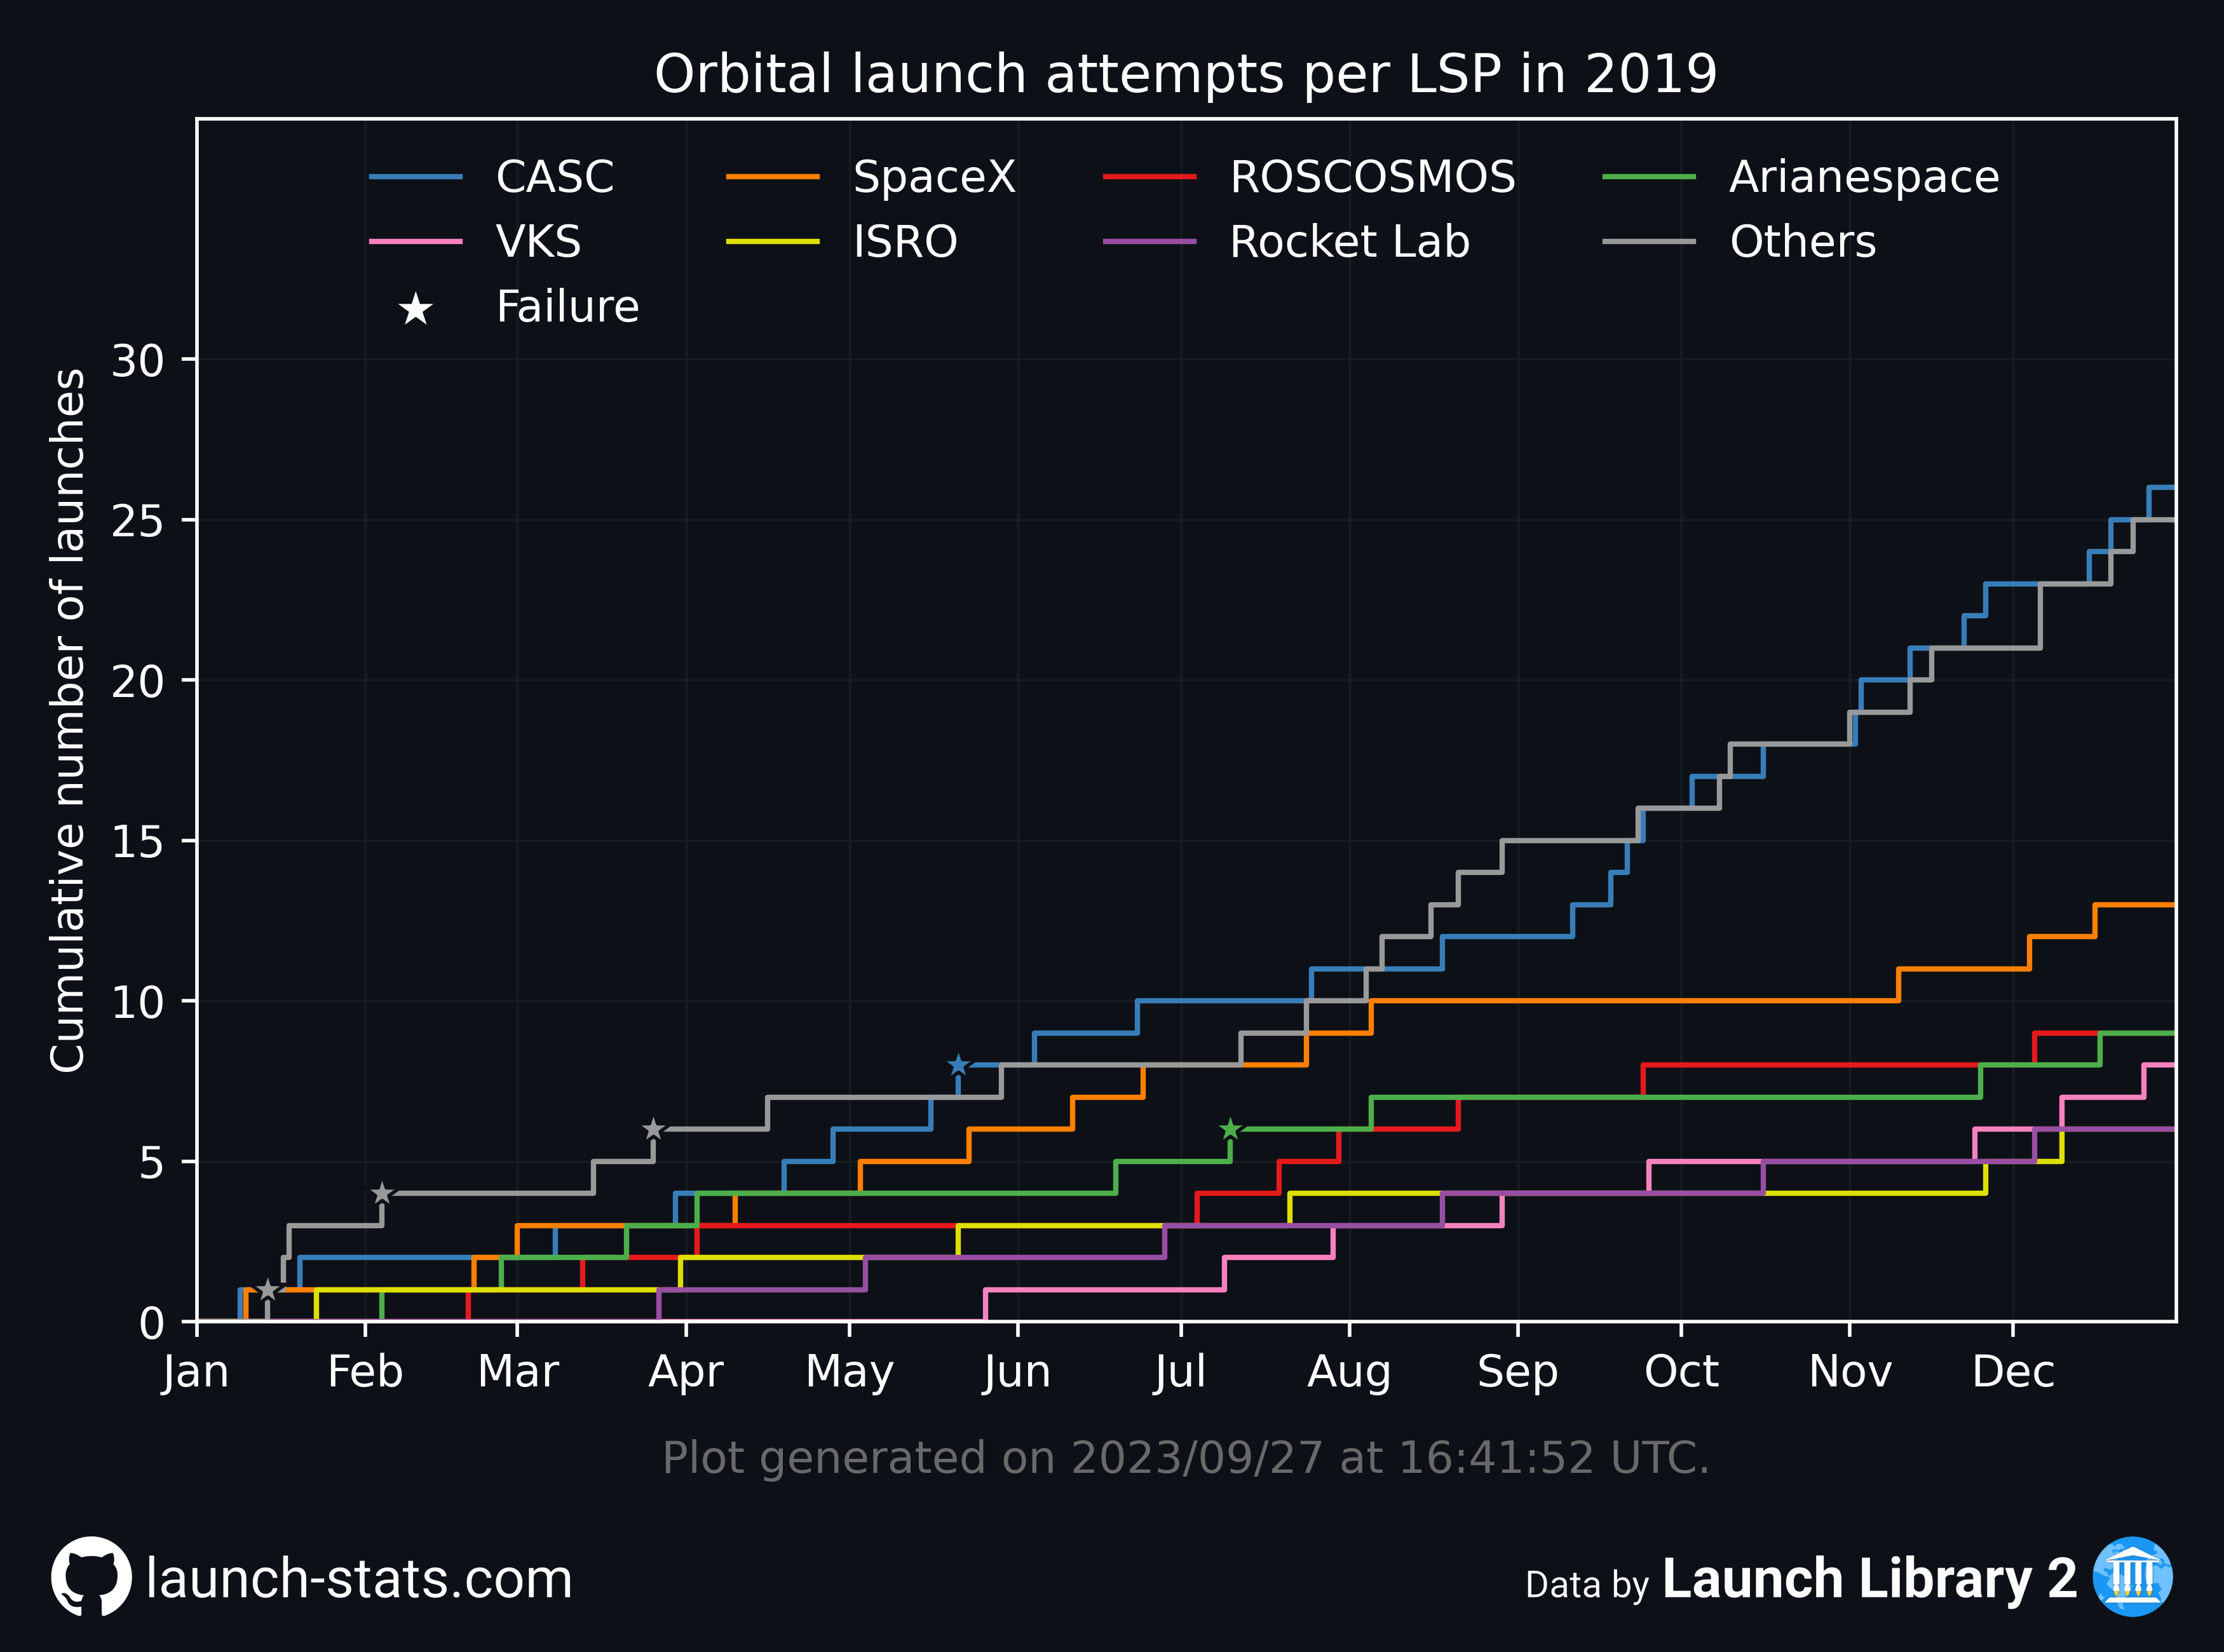 Orbital launch attempts per LSP in 2019
CASC
SpaceX
ROSCOSMOS
Arianespace
VKS
ISRO
Rocket Lab
Others
Failure
Cumulative number of launches
30
25
20
15
10
5
0
Jan
Feb
Mar
Apr
May
Jun
Jul
Aug
Sep
Oct
Nov
Dec
Plot generated on 2023/09/27 at 16:41:52 UTC.
launch-stats.com
Data by Launch Library 2